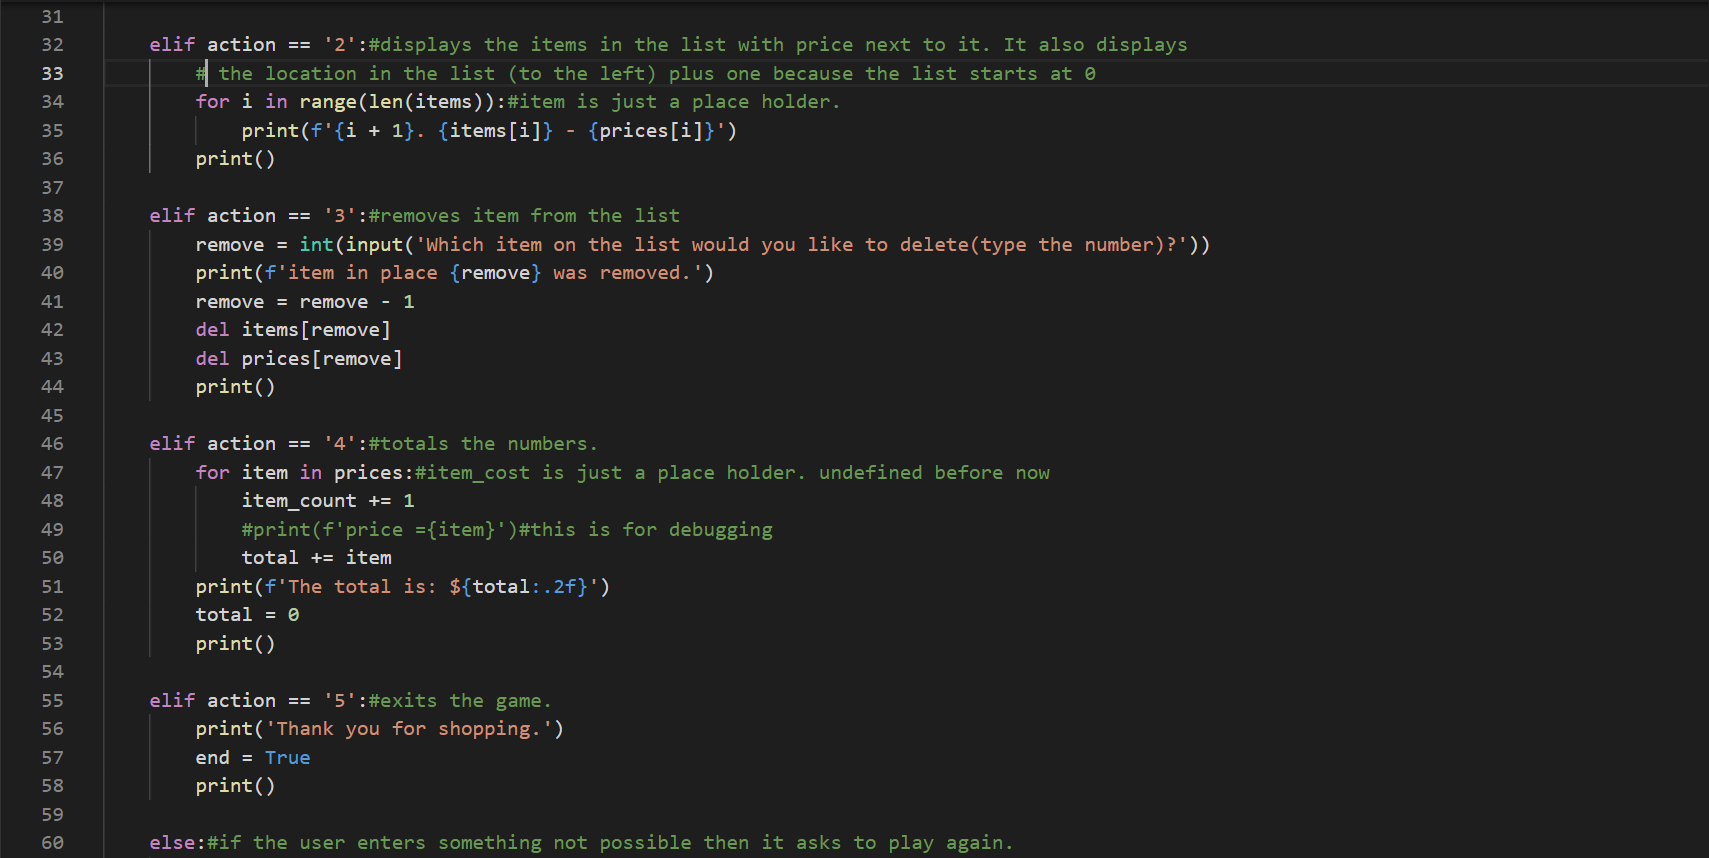 31
32 elif action == '2':#displays the items in the list with price next to it. It also displays
33 # the location in the list (to the left) plus one because the list starts at 0
34 for i in range(len(items)):#item is just a place holder.
35 print(f'{i + 1}. {items[i]} - {prices[i]}')
36 print()
37
38 elif action == '3':#removes item from the list
39 remove = int(input('Which item on the list would you like to delete(type the number)?'))
40 print(f'item in place {remove} was removed.')
41 remove = remove - 1
42 del items[remove]
43 del prices[remove]
44 print()
45
46 elif action == '4':#totals the numbers.
47 for item in prices:#item_cost is just a place holder. undefined before now
48 item_count += 1
49 #print(f'price ={item}')#this is for debugging
50 total += item
51 print(f'The total is: ${total:.2f}')
52 total = 0
53 print()
54
55 elif action == '5':#exits the game.
56 print('Thank you for shopping.')
57 end = True
58 print()
59
60 else:#if the user enters something not possible then it asks to play again.